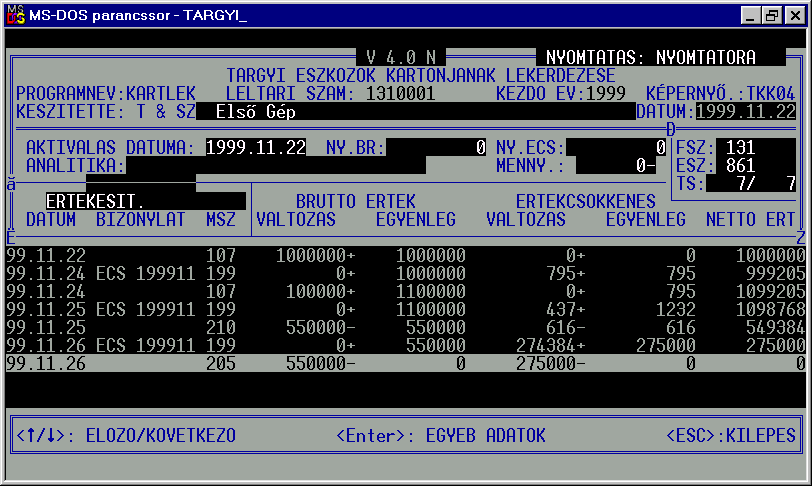 MS-DOS parancssor - TARGYI_
V 4.0 N NYOMTATAS: NYOMTATORA
TARGYI ESZKOZOK KARTONJANAK LEKERDEZESE
PROGRAMNEV:KARTLEK LELTARI SZAM: 1310001 KEZDO EV:1999 KÉPERNYŐ.:TKK04
KESZITETTE: T & SZ Első Gép DATUM:1999.11.22
Đ
AKTIVALAS DATUMA: 1999.11.22 NY.BR: 0 NY.ECS: 0 FSZ: 131
ANALITIKA: MENNY.: 0- ESZ: 861
ă TS: 7/ 7
ERTEKESIT. BRUTTO ERTEK ERTEKCSOKKENES
DATUM BIZONYLAT MSZ VALTOZAS EGYENLEG VALTOZAS EGYENLEG NETTO ERT
E Z
99.11.22 107 1000000+ 1000000 0+ 0 1000000
99.11.24 ECS 199911 199 0+ 1000000 795+ 795 999205
99.11.24 107 100000+ 1100000 0+ 795 1099205
99.11.25 ECS 199911 199 0+ 1100000 437+ 1232 1098768
99.11.25 210 550000- 550000 616- 616 549384
99.11.26 ECS 199911 199 0+ 550000 274384+ 275000 275000
99.11.26 205 550000- 0 275000- 0 0
<↑/↓>: ELOZO/KOVETKEZO <Enter>: EGYEB ADATOK <ESC>:KILEPES